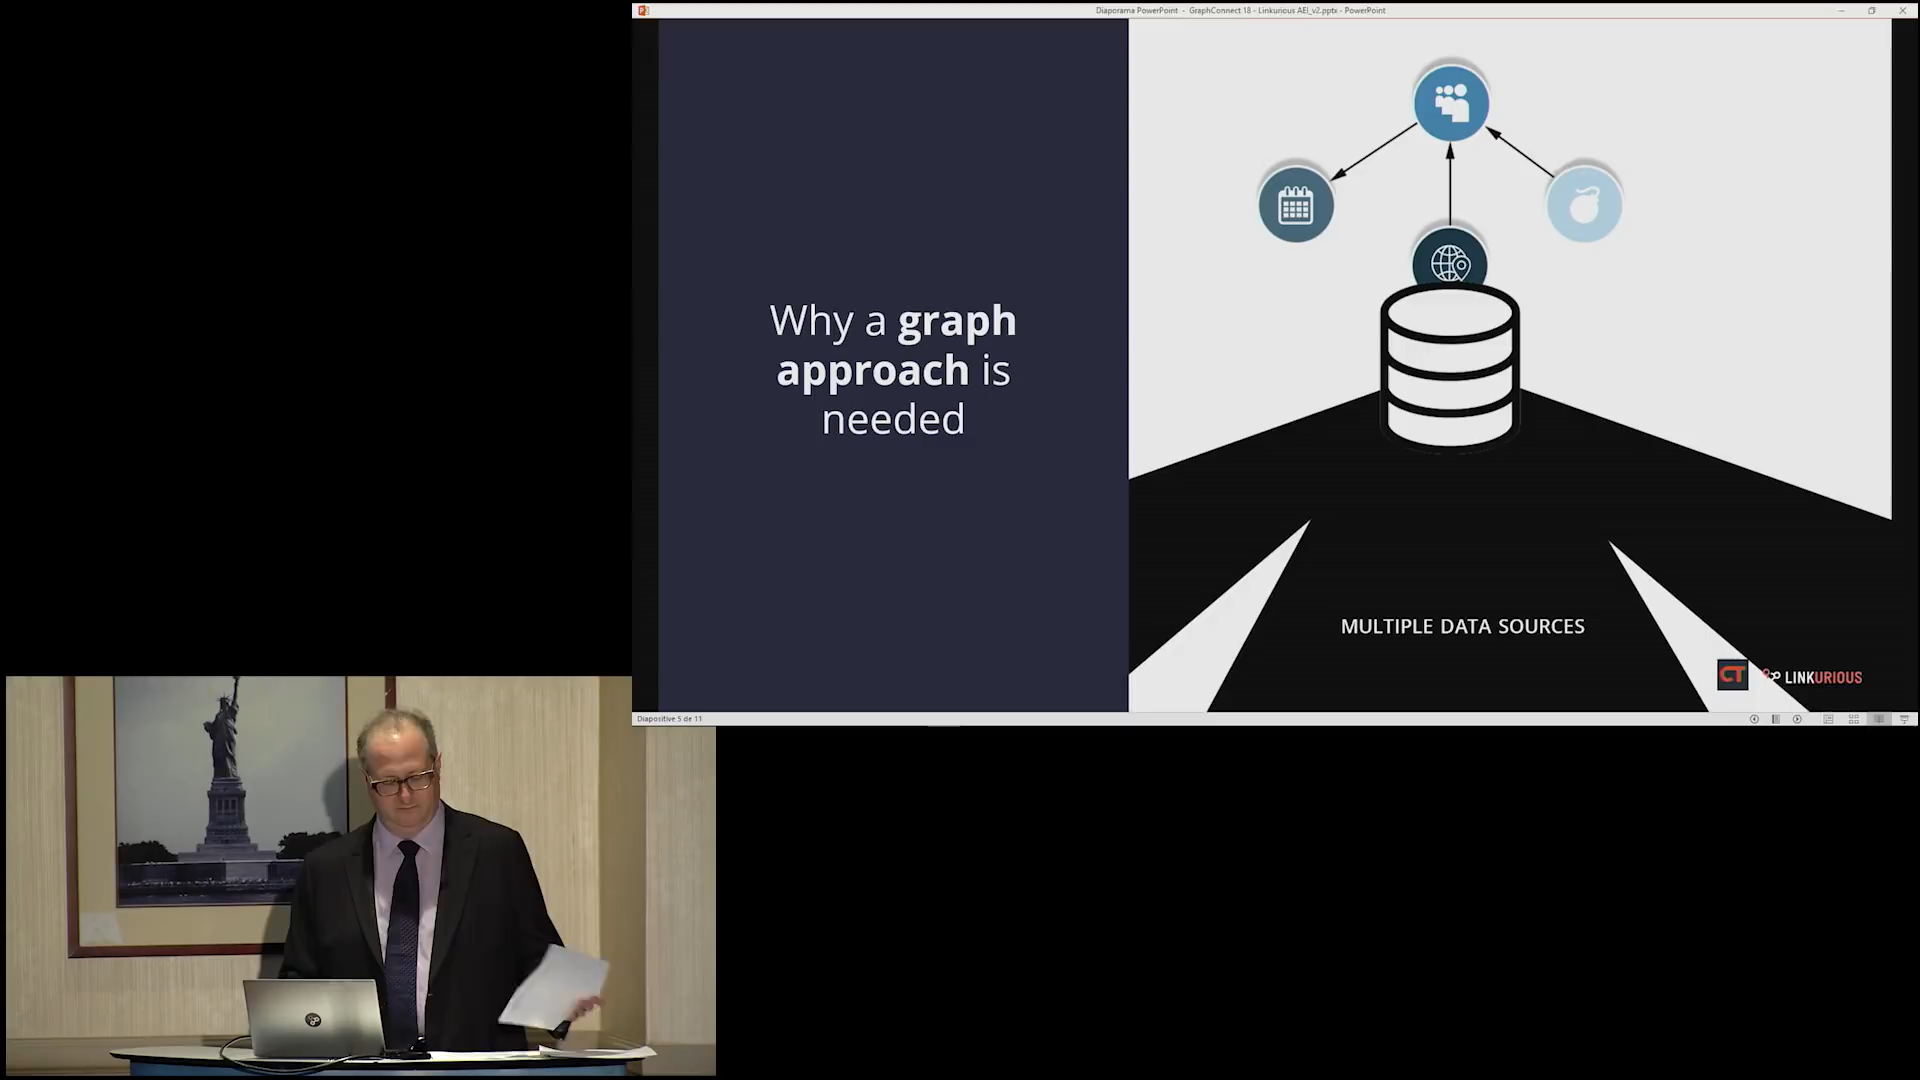 Diaporama PowerPoint - GraphConnect 18 - Linkurious AEI_v2.pptx - PowerPoint
Why a graph
approach is
needed
MULTIPLE DATA SOURCES
CT LINKURIOUS
Diapositive 5 de 11